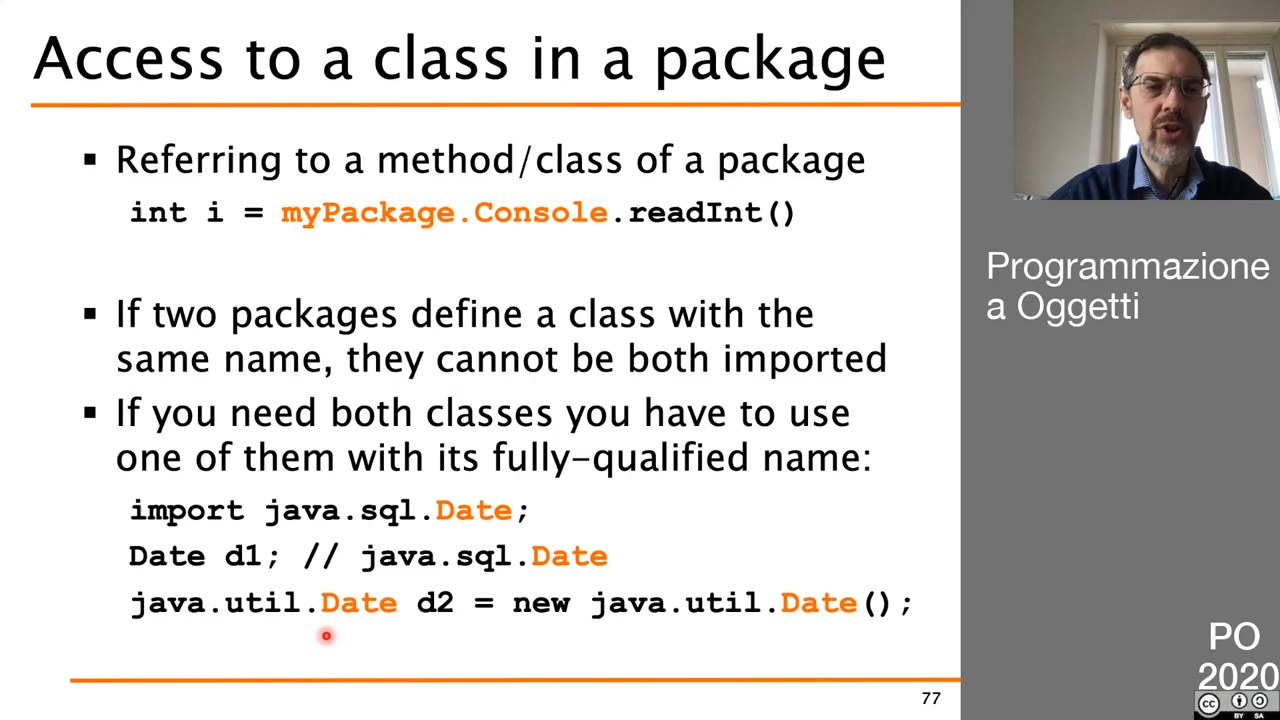 Access to a class in a package
▪ Referring to a method/class of a package
int i = myPackage.Console.readInt()
▪ If two packages define a class with the
same name, they cannot be both imported
▪ If you need both classes you have to use
one of them with its fully-qualified name:
import java.sql.Date;
Date d1; // java.sql.Date
java.util.Date d2 = new java.util.Date();
77
Programmazione
a Oggetti
PO
2020
CC BY SA